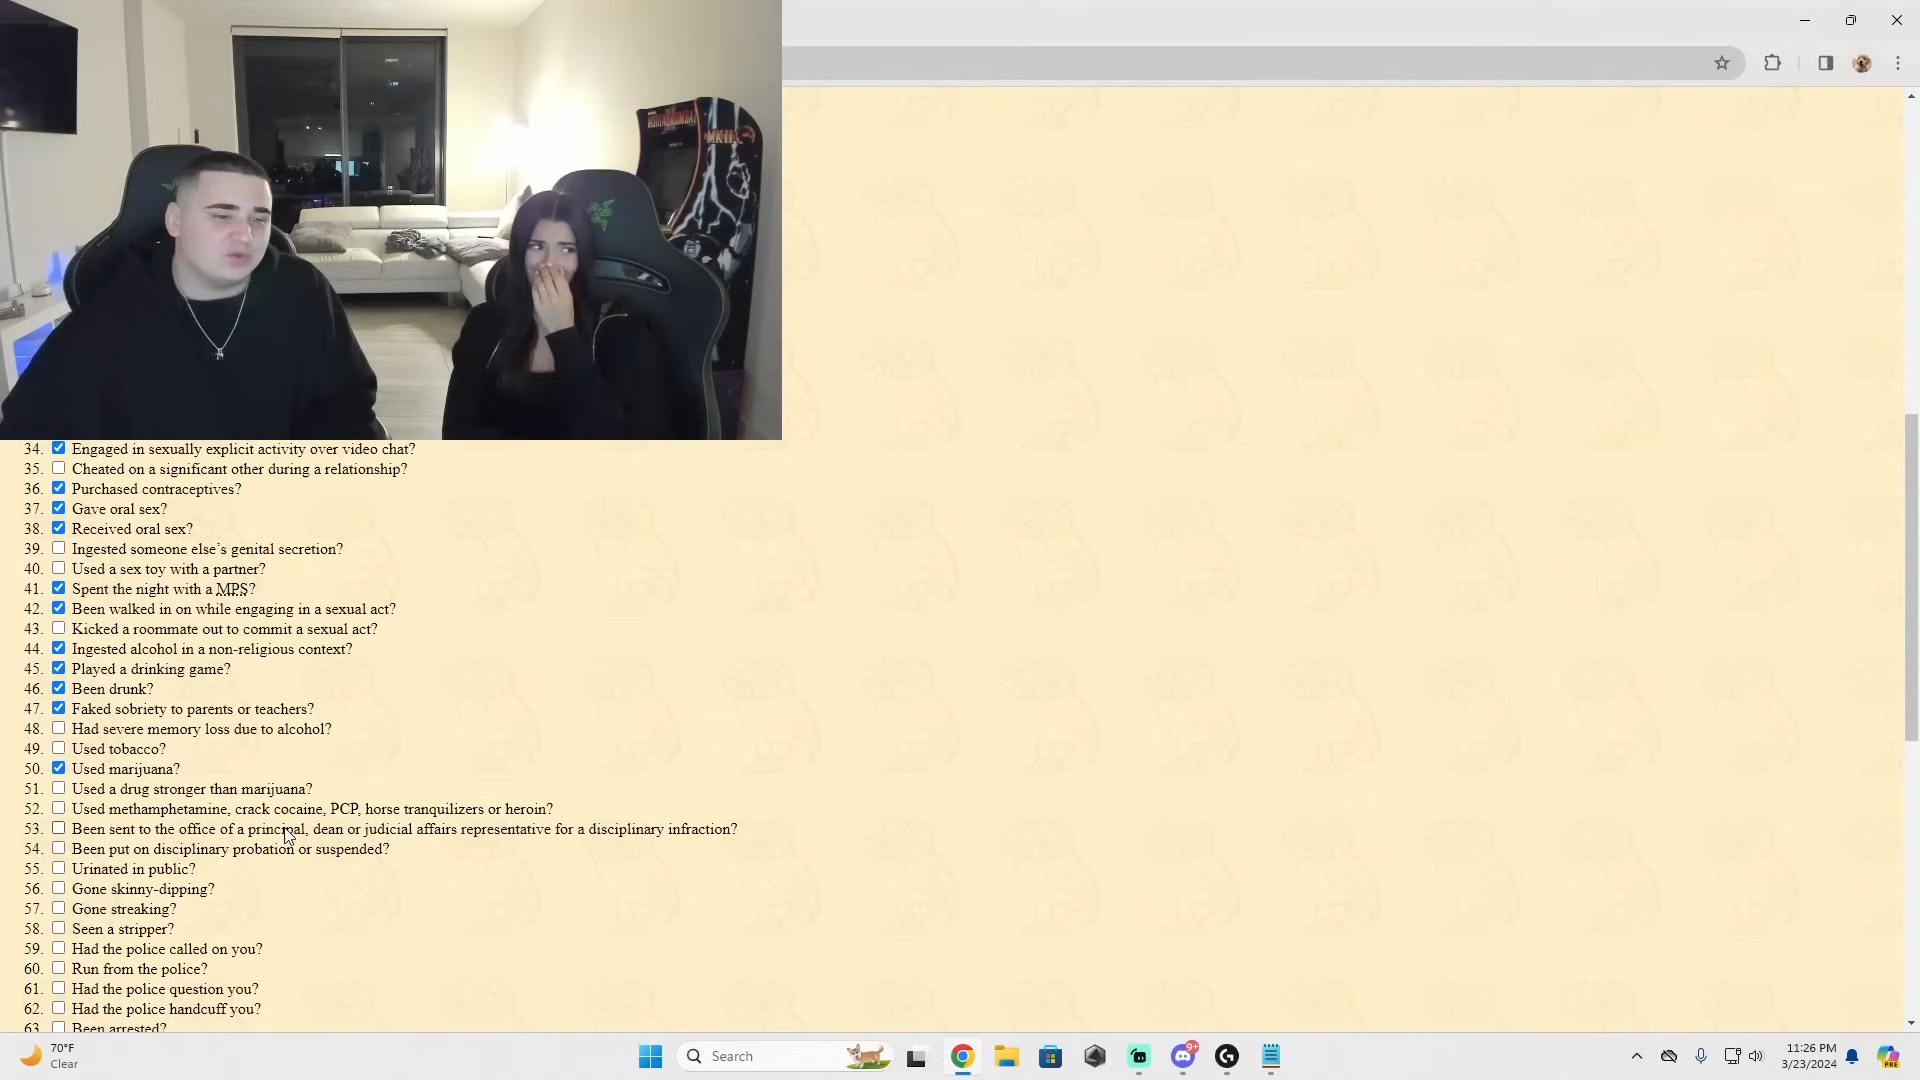 MKII
34. Engaged in sexually explicit activity over video chat?
35. Cheated on a significant other during a relationship?
36. Purchased contraceptives?
37. Gave oral sex?
38. Received oral sex?
39. Ingested someone else’s genital secretion?
40. Used a sex toy with a partner?
41. Spent the night with a MPS?
42. Been walked in on while engaging in a sexual act?
43. Kicked a roommate out to commit a sexual act?
44. Ingested alcohol in a non-religious context?
45. Played a drinking game?
46. Been drunk?
47. Faked sobriety to parents or teachers?
48. Had severe memory loss due to alcohol?
49. Used tobacco?
50. Used marijuana?
51. Used a drug stronger than marijuana?
52. Used methamphetamine, crack cocaine, PCP, horse tranquilizers or heroin?
53. Been sent to the office of a principal, dean or judicial affairs representative for a disciplinary infraction?
54. Been put on disciplinary probation or suspended?
55. Urinated in public?
56. Gone skinny-dipping?
57. Gone streaking?
58. Seen a stripper?
59. Had the police called on you?
60. Run from the police?
61. Had the police question you?
62. Had the police handcuff you?
63. Been arrested?
70°F
Clear
Search
9+
11:26 PM
3/23/2024
PRE